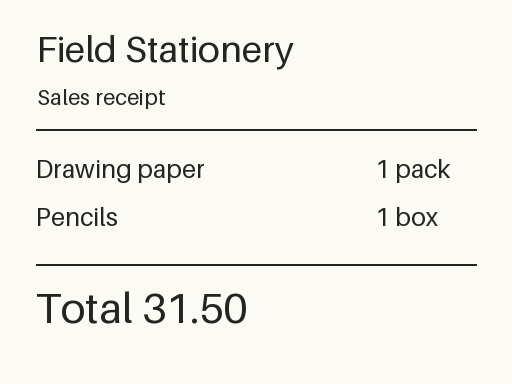 Field Stationery
Sales receipt
Drawing paper 1 pack
Pencils 1 box
Total 31.50